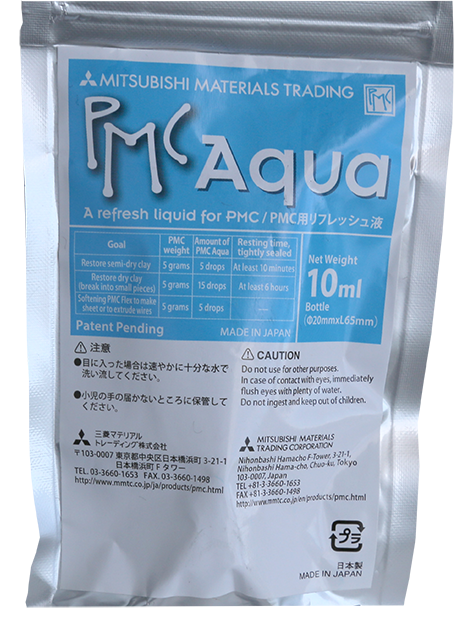 MITSUBISHI MATERIALS TRADING
PMC
PMC Aqua
A refresh liquid for PMC / PMC用リフレッシュ液
Goal PMC weight Amount of PMC Aqua Resting time, tightly sealed
Restore semi-dry clay 5 grams 5 drops At least 10 minutes
Restore dry clay (break into small pieces) 5 grams 15 drops At least 6 hours
Softening PMC Flex to make sheet or to extrude wires 5 grams 5 drops ---
Net Weight
10ml
Bottle
(Φ20mmxL65mm)
Patent Pending
MADE IN JAPAN
注意
●目に入った場合は速やかに十分な水で
洗い流してください。
●小児の手の届かないところに保管して
ください。
三菱マテリアル
トレーディング株式会社
〒103-0007 東京都中央区日本橋浜町 3-21-1
日本橋浜町 F タワー
TEL. 03-3660-1653 FAX. 03-3660-1498
http://www.mmtc.co.jp/ja/products/pmc.html
CAUTION
Do not use for other purposes.
In case of contact with eyes, immediately
flush eyes with plenty of water.
Do not ingest and keep out of children.
MITSUBISHI MATERIALS
TRADING CORPORATION
Nihonbashi Hamacho F-Tower, 3-21-1,
Nihonbashi Hama-cho, Chuo-ku, Tokyo
103-0007, Japan
TEL +81-3-3660-1653
FAX +81-3-3660-1498
http://www.mmtc.co.jp/en/products/pmc.html
プラ
日本製
MADE IN JAPAN